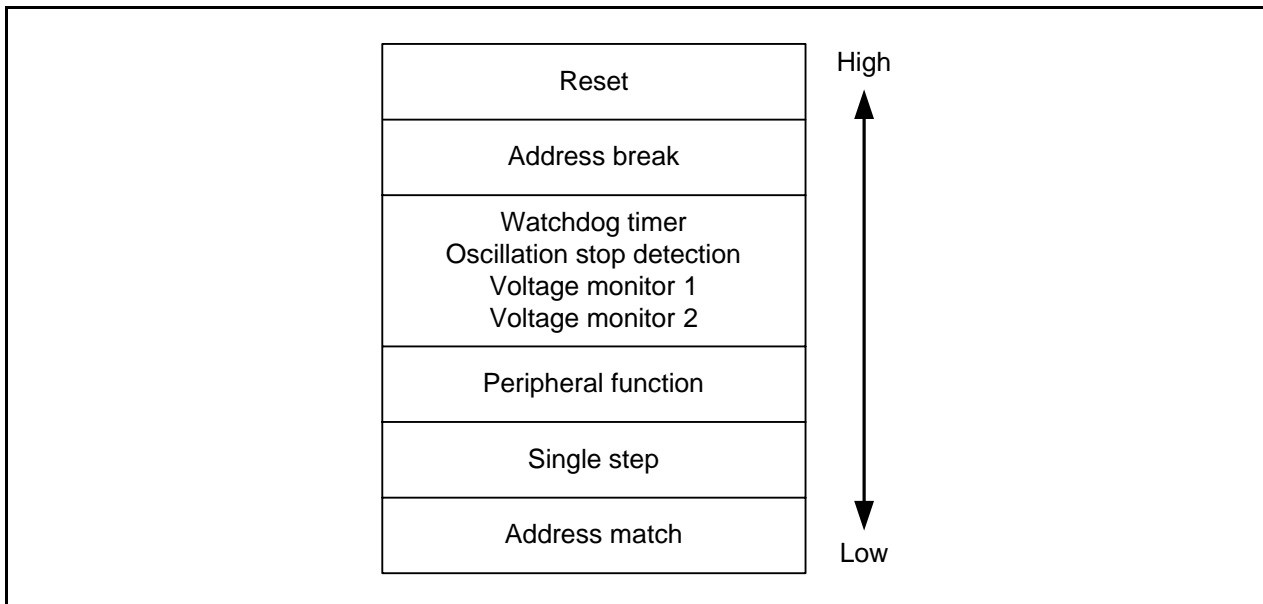 Reset
High
Address break
Watchdog timer
Oscillation stop detection
Voltage monitor 1
Voltage monitor 2
Peripheral function
Single step
Address match
Low